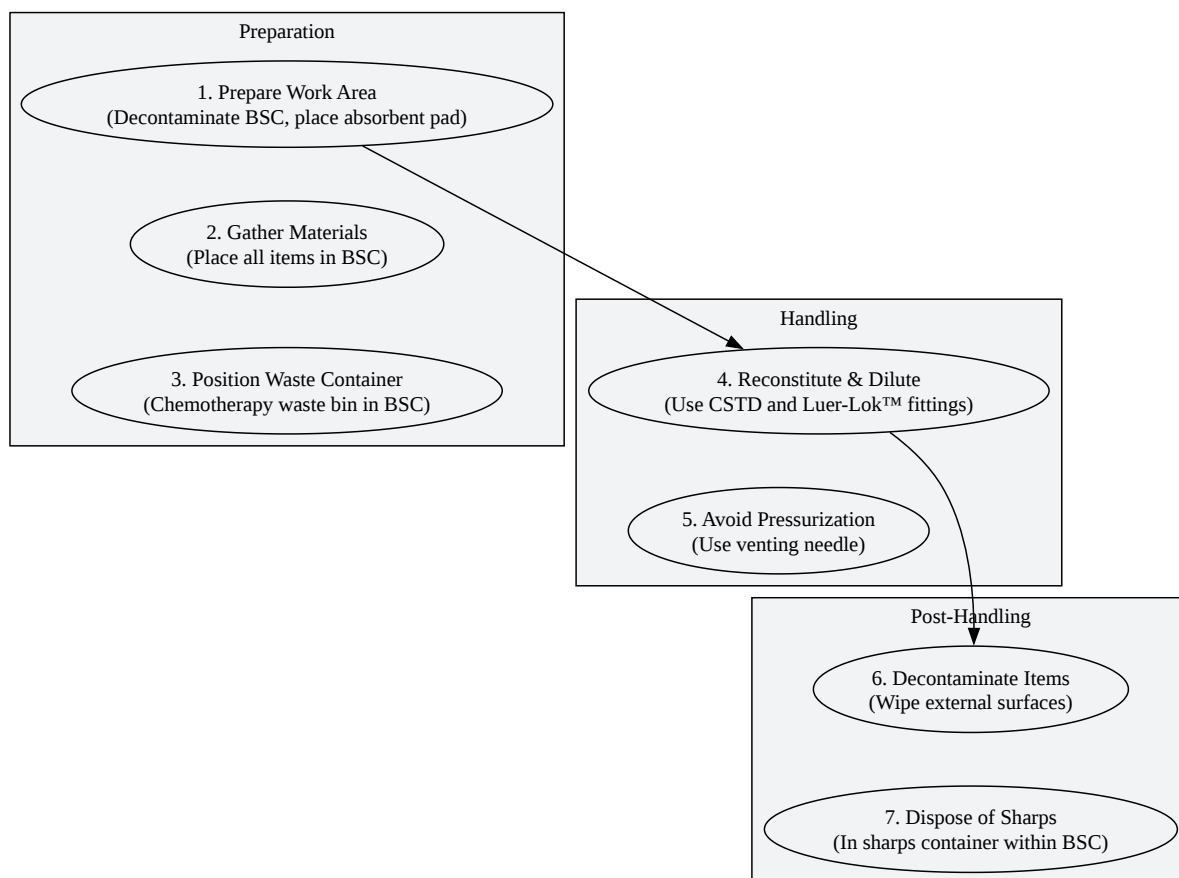 Preparation
1. Prepare Work Area
(Decontaminate BSC, place absorbent pad)
2. Gather Materials
(Place all items in BSC)
3. Position Waste Container
(Chemotherapy waste bin in BSC)
Handling
4. Reconstitute & Dilute
(Use CSTD and Luer-Lok™ fittings)
5. Avoid Pressurization
(Use venting needle)
Post-Handling
6. Decontaminate Items
(Wipe external surfaces)
7. Dispose of Sharps
(In sharps container within BSC)